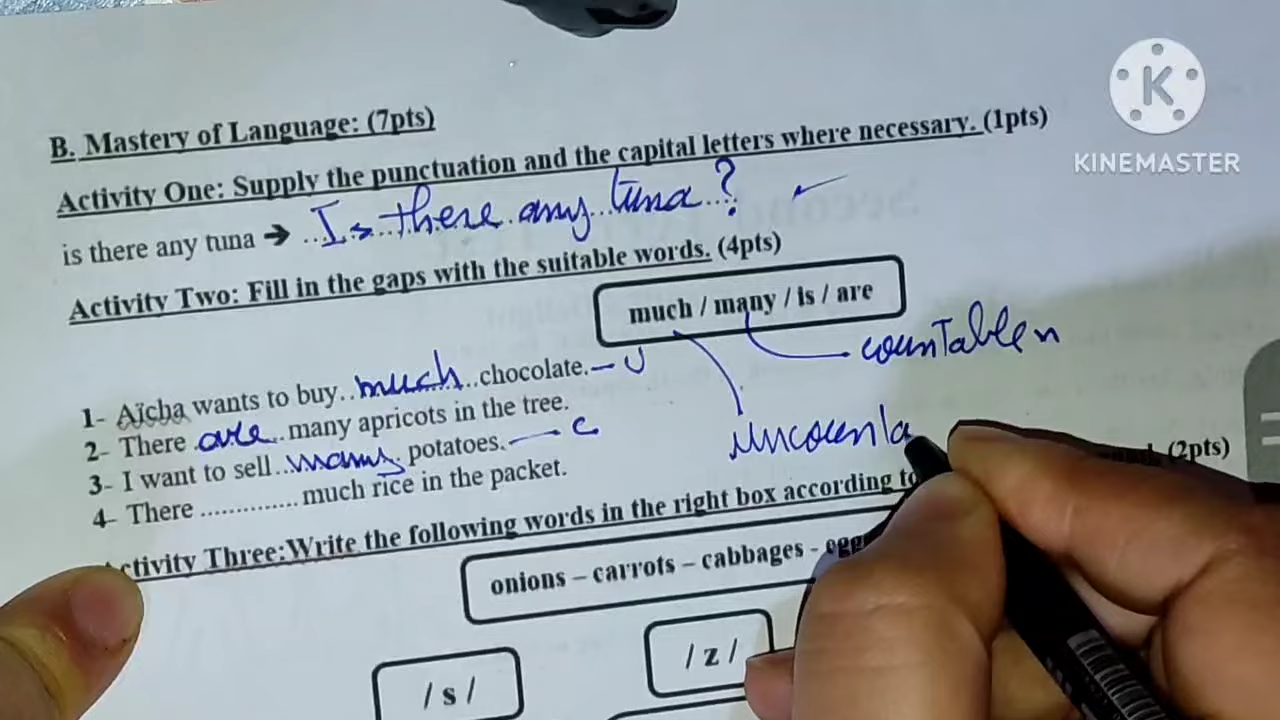 KINEMASTER
B. Mastery of Language: (7pts)
Activity One: Supply the punctuation and the capital letters where necessary. (1pts)
is there any tuna ➔ Is there any tuna ?
Activity Two: Fill in the gaps with the suitable words. (4pts)
much / many / is / are
countable n
uncounta
1- Aïcha wants to buy..much...chocolate. – U
2- There are...many apricots in the tree.
3- I want to sell...many. potatoes. — c
4- There .............. much rice in the packet.
ctivity Three:Write the following words in the right box according to (2pts)
onions – carrots – cabbages - egg
/ s /
/ z /